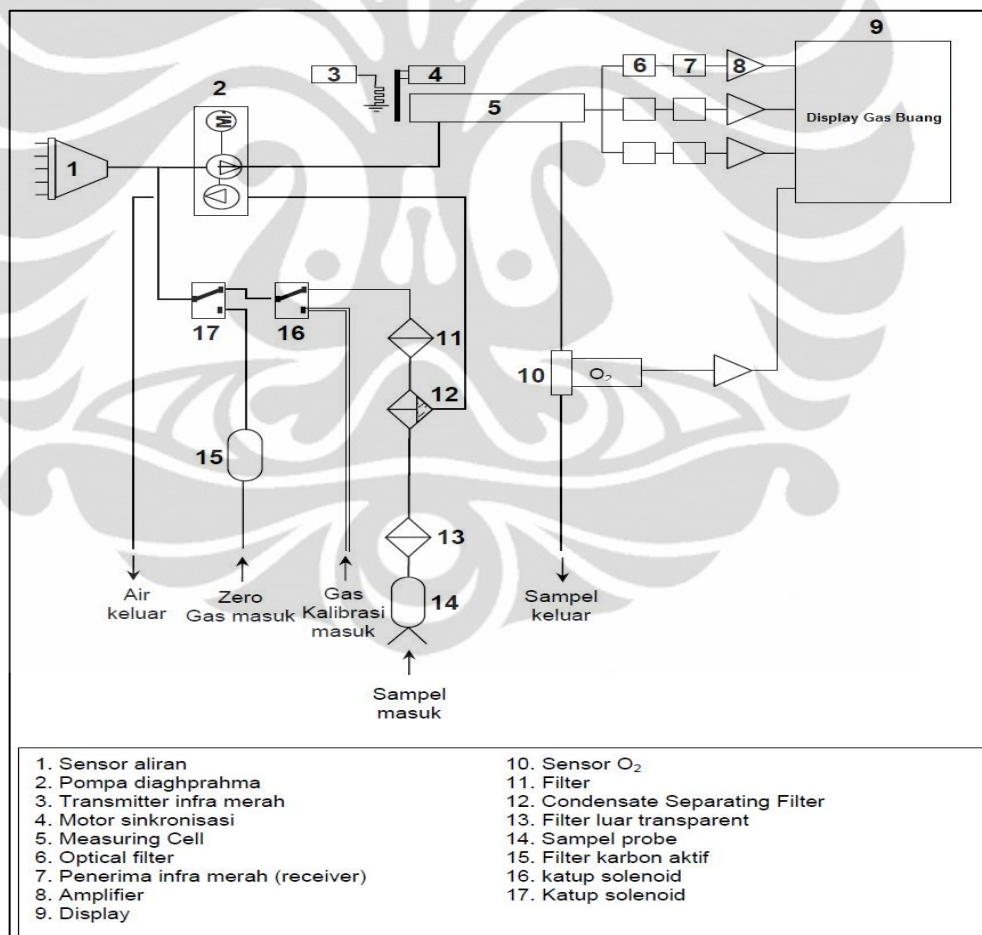 9
3
4
6
7
8
2
5
Display Gas Buang
M
1
17
16
11
12
10
O₂
15
13
14
Air
keluar
Zero
Gas masuk
Gas
Kalibrasi
masuk
Sampel
keluar
Sampel
masuk
1. Sensor aliran
2. Pompa diaghprahma
3. Transmitter infra merah
4. Motor sinkronisasi
5. Measuring Cell
6. Optical filter
7. Penerima infra merah (receiver)
8. Amplifier
9. Display
10. Sensor O₂
11. Filter
12. Condensate Separating Filter
13. Filter luar transparent
14. Sampel probe
15. Filter karbon aktif
16. katup solenoid
17. Katup solenoid